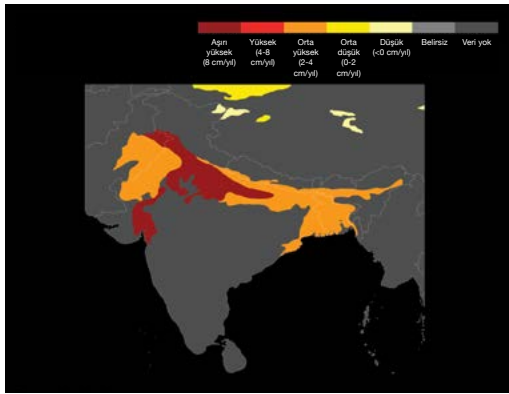 Aşırı
yüksek
(8 cm/yıl)
Yüksek
(4-8
cm/yıl)
Orta
yüksek
(2-4
cm/yıl)
Orta
düşük
(0-2
cm/yıl)
Düşük
(<0 cm/yıl)
Belirsiz
Veri yok